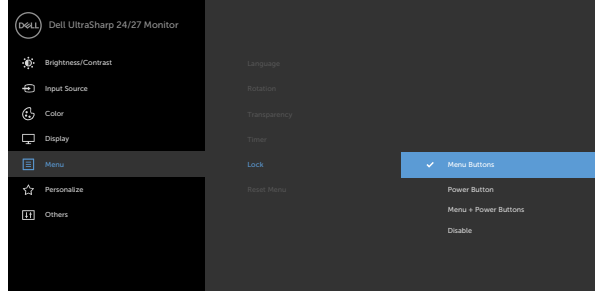 DELL Dell UltraSharp 24/27 Monitor
Brightness/Contrast
Input Source
Color
Display
Menu
Personalize
Others
Language
Rotation
Transparency
Timer
Lock
Reset Menu
Menu Buttons
Power Button
Menu + Power Buttons
Disable